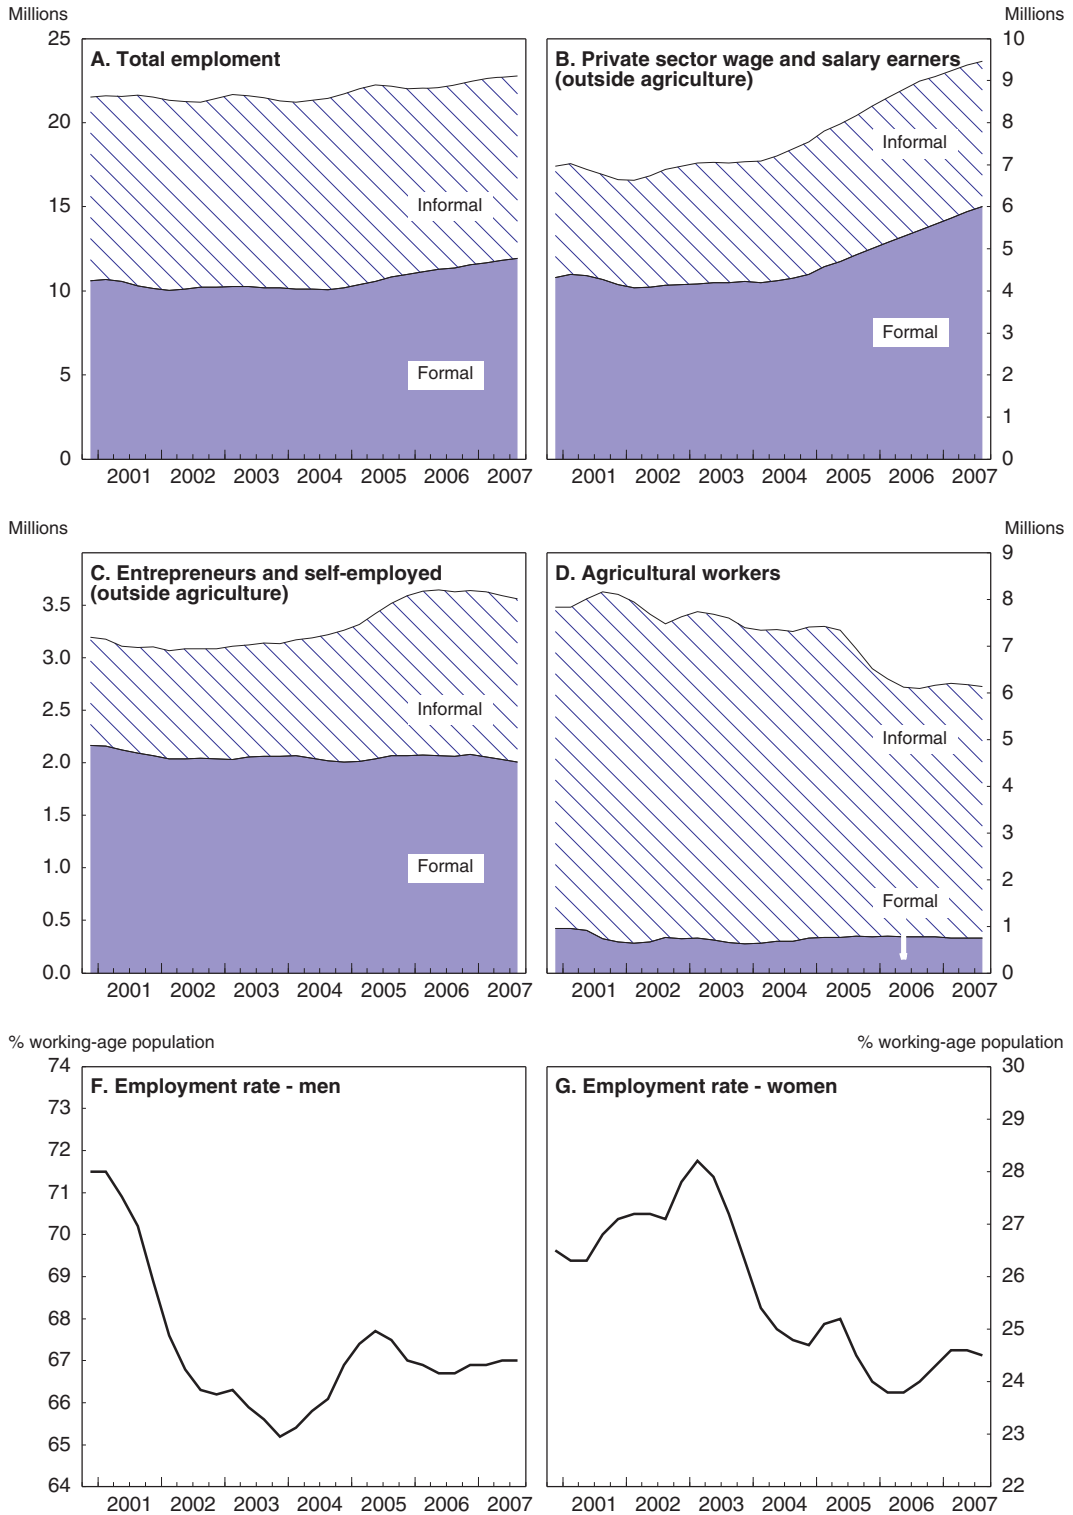 Millions
Millions
A. Total emploment
25
20
15
10
5
0
Informal
Formal
2001 2002 2003 2004 2005 2006 2007
B. Private sector wage and salary earners
(outside agriculture)
10
9
8
7
6
5
4
3
2
1
0
Informal
Formal
2001 2002 2003 2004 2005 2006 2007
Millions
Millions
C. Entrepreneurs and self-employed
(outside agriculture)
3.5
3.0
2.5
2.0
1.5
1.0
0.5
0.0
Informal
Formal
2001 2002 2003 2004 2005 2006 2007
D. Agricultural workers
9
8
7
6
5
4
3
2
1
0
Informal
Formal
2001 2002 2003 2004 2005 2006 2007
% working-age population
% working-age population
F. Employment rate - men
74
73
72
71
70
69
68
67
66
65
64
2001 2002 2003 2004 2005 2006 2007
G. Employment rate - women
30
29
28
27
26
25
24
23
22
2001 2002 2003 2004 2005 2006 2007